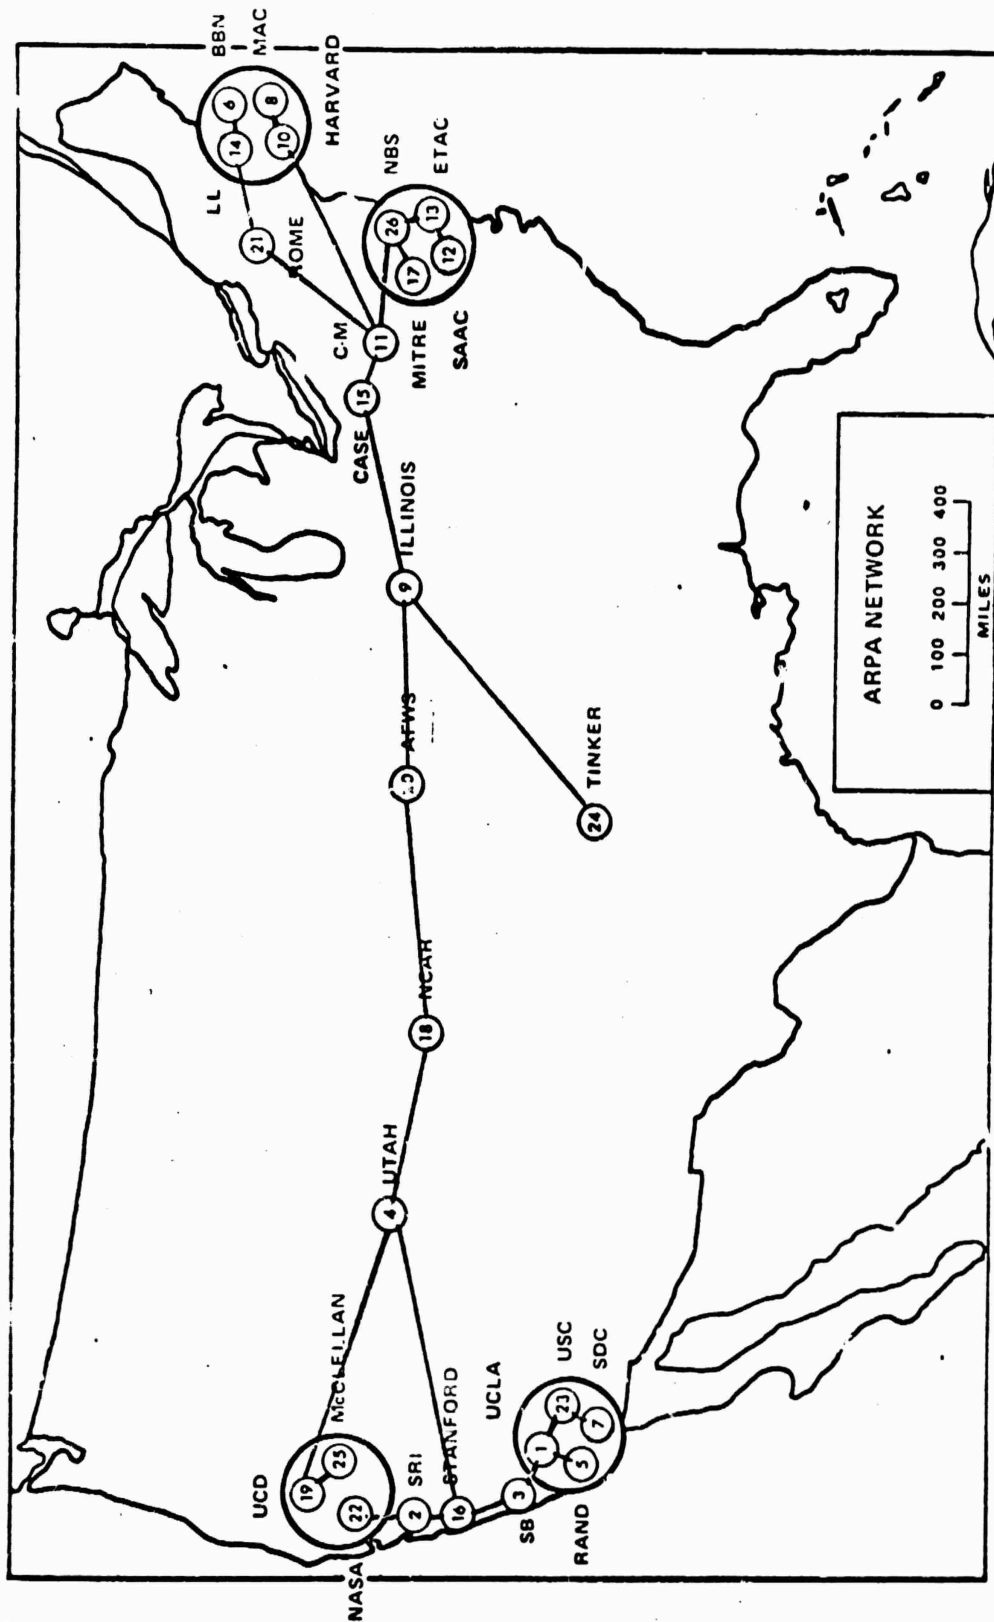 BBN
MAC
6
14
8
10
HARVARD
LL
21
ROME
NBS
ETAC
26
13
17
12
C-M
11
MITRE
SAAC
15
CASE
ILLINOIS
9
AFWS
20
TINKER
24
NCAR
18
UTAH
4
McCLELLAN
UCD
19
25
22
NASA
SRI
2
STANFORD
16
UCLA
USC
SDC
1
23
5
7
3
SB
RAND
ARPA NETWORK
0 100 200 300 400
MILES